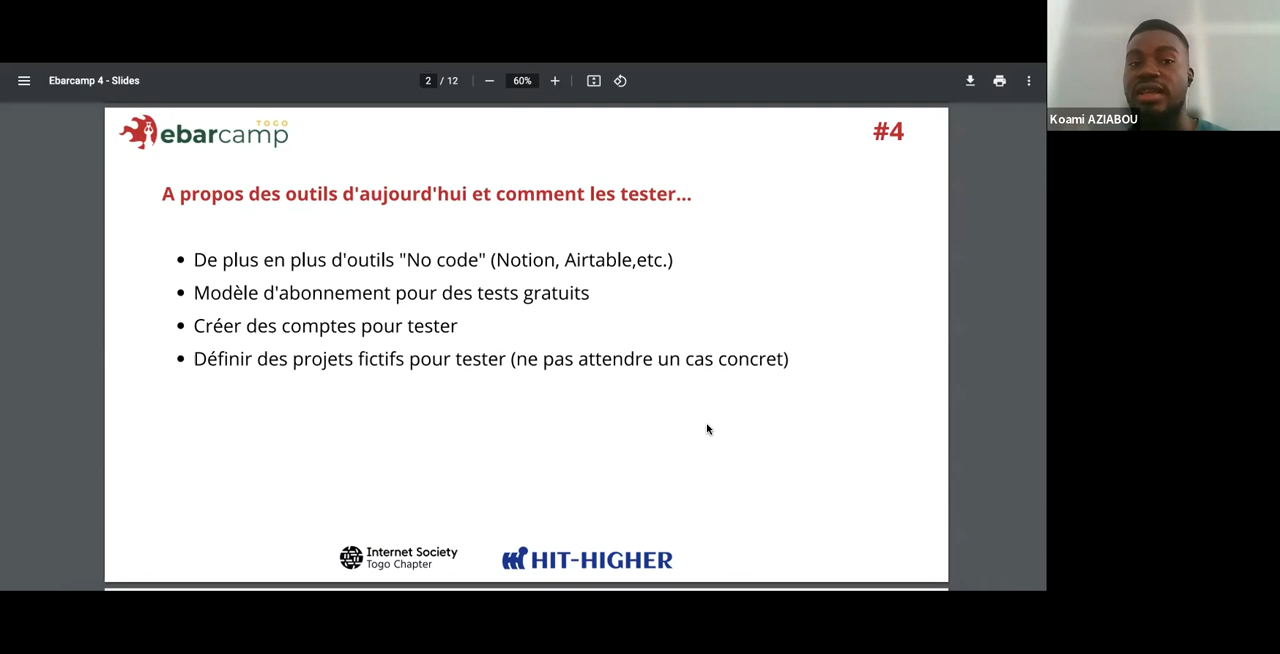 Ebarcamp 4 - Slides
2 / 12
60%
TOGO
ebarcamp
#4
A propos des outils d'aujourd'hui et comment les tester...
De plus en plus d'outils "No code" (Notion, Airtable,etc.)
Modèle d'abonnement pour des tests gratuits
Créer des comptes pour tester
Définir des projets fictifs pour tester (ne pas attendre un cas concret)
Internet Society
Togo Chapter
HIT-HIGHER
Koami AZIABOU